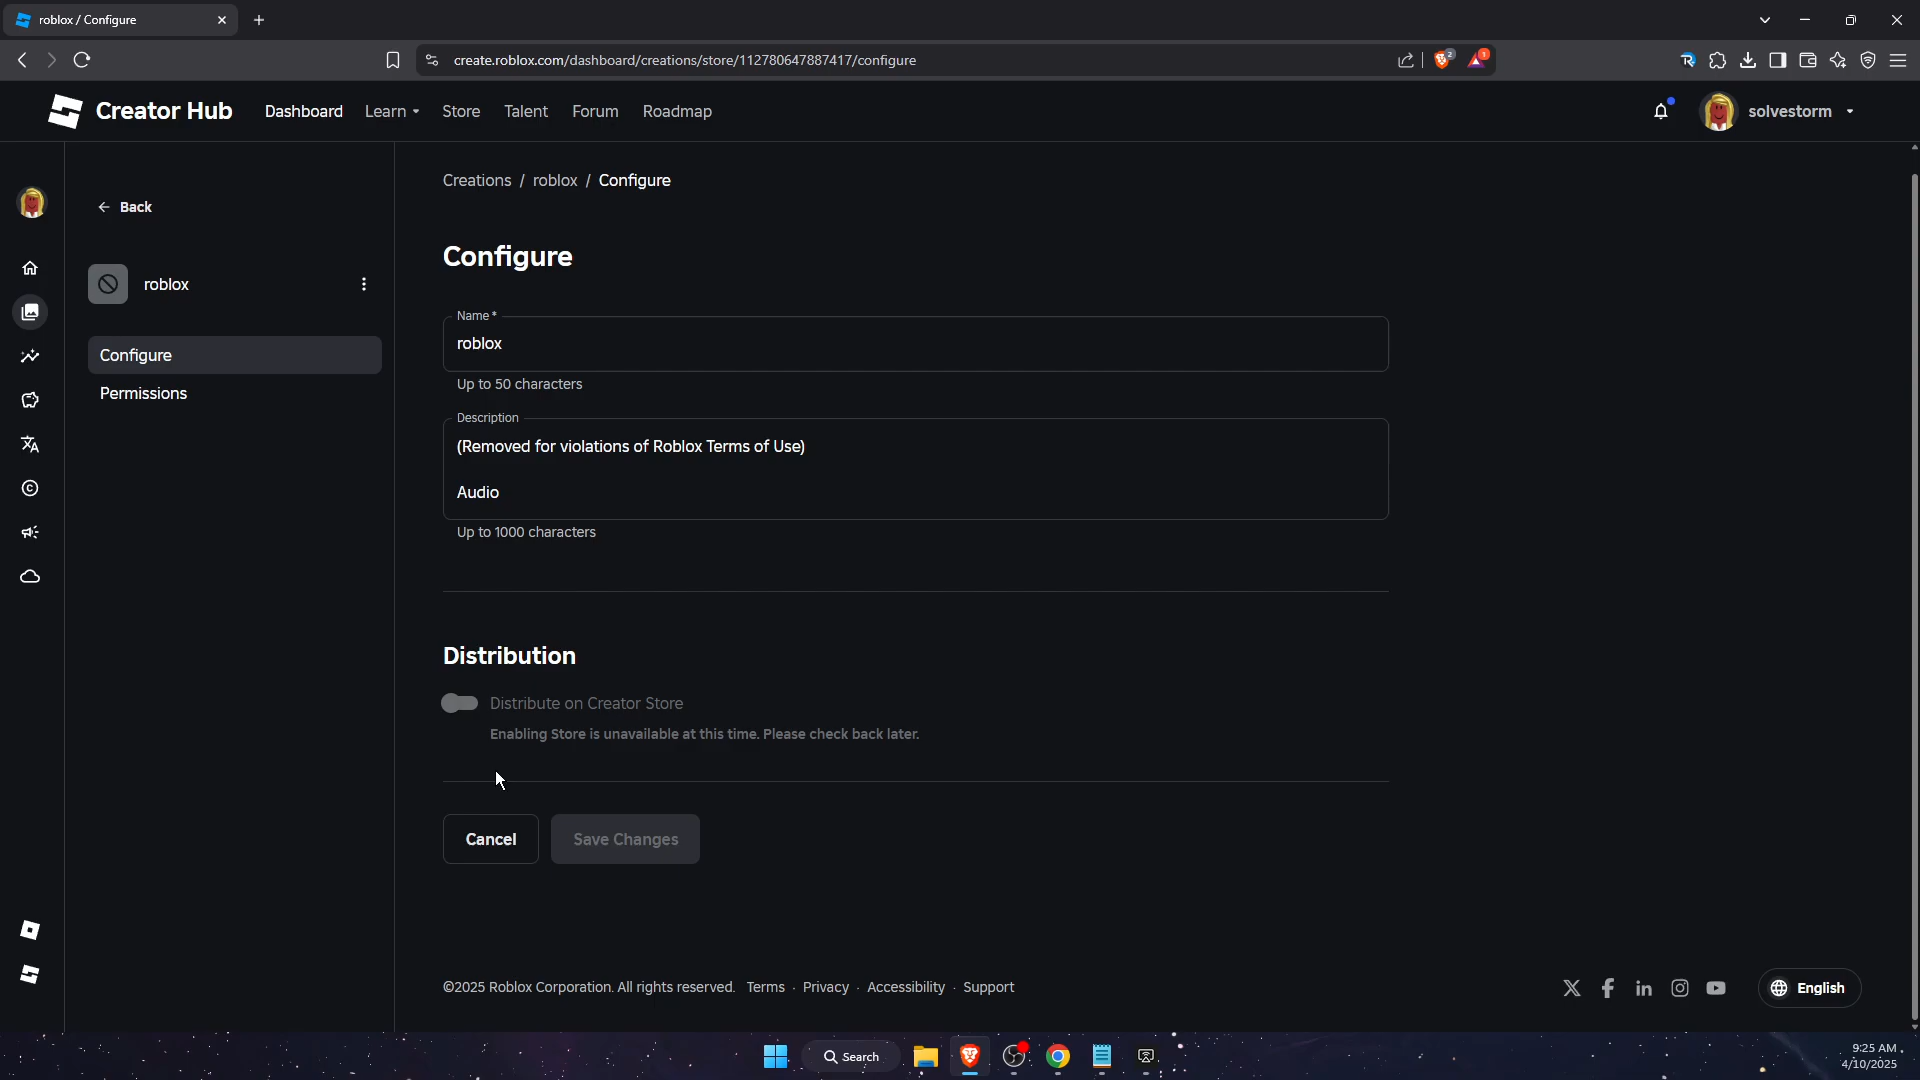 roblox / Configure
create.roblox.com/dashboard/creations/store/112780647887417/configure
2
1
Creator Hub
Dashboard
Learn
Store
Talent
Forum
Roadmap
solvestorm
Creations / roblox / Configure
Back
Configure
roblox
Name *
roblox
Configure
Up to 50 characters
Permissions
Description
(Removed for violations of Roblox Terms of Use)
Audio
Up to 1000 characters
Distribution
Distribute on Creator Store
Enabling Store is unavailable at this time. Please check back later.
Cancel
Save Changes
©2025 Roblox Corporation. All rights reserved. Terms · Privacy · Accessibility · Support
English
Search
9:25 AM
4/10/2025